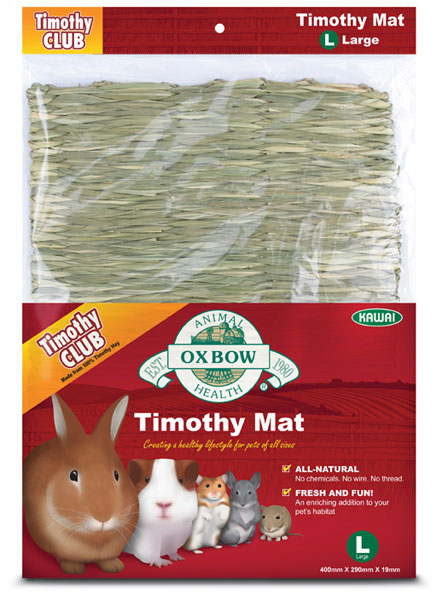 Timothy
CLUB
Timothy Mat
L Large
Timothy
CLUB
Made from 100% Timothy Hay
KAWAI
ANIMAL
EST. OXBOW 1980
HEALTH
®
Timothy Mat
Creating a healthy lifestyle for pets of all sizes
ALL-NATURAL
No chemicals. No wire. No thread.
FRESH AND FUN!
An enriching addition to your
pet's habitat
L
Large
400mm X 290mm X 19mm